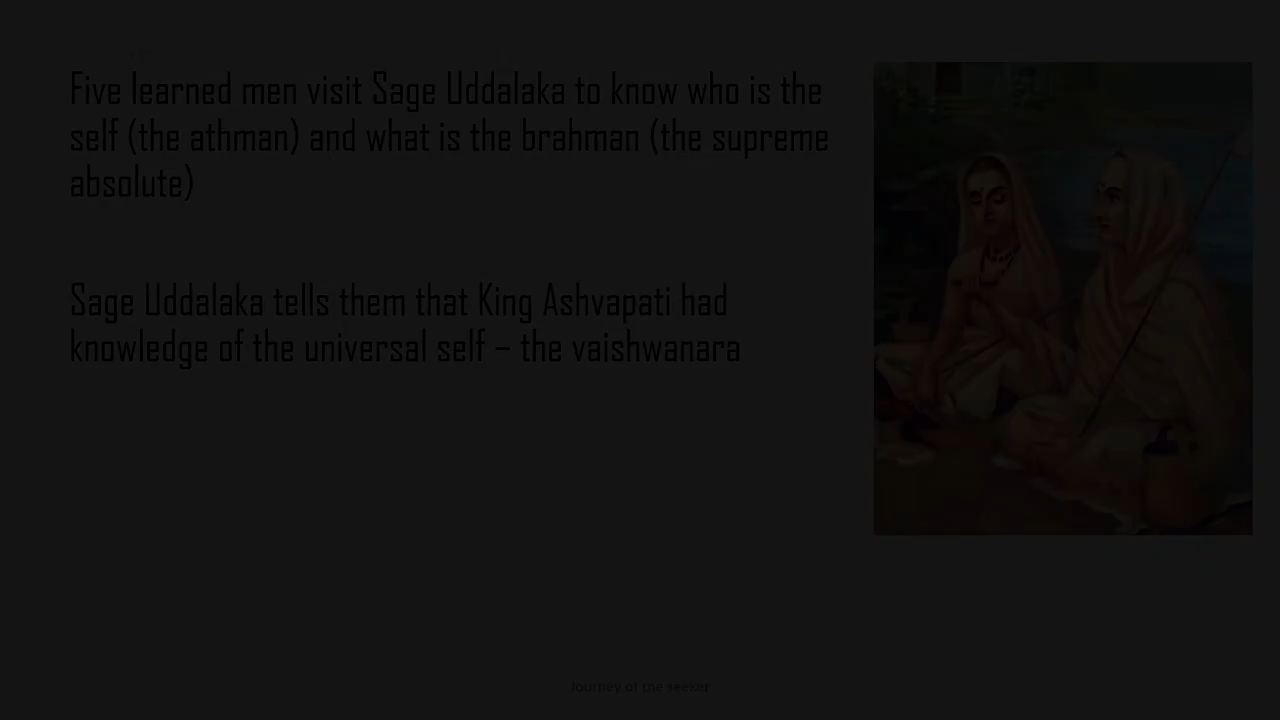 Five learned men visit Sage Uddalaka to know who is the
self (the athman) and what is the brahman (the supreme
absolute)
Sage Uddalaka tells them that King Ashvapati had
knowledge of the universal self – the vaishwanara
Journey of the seeker